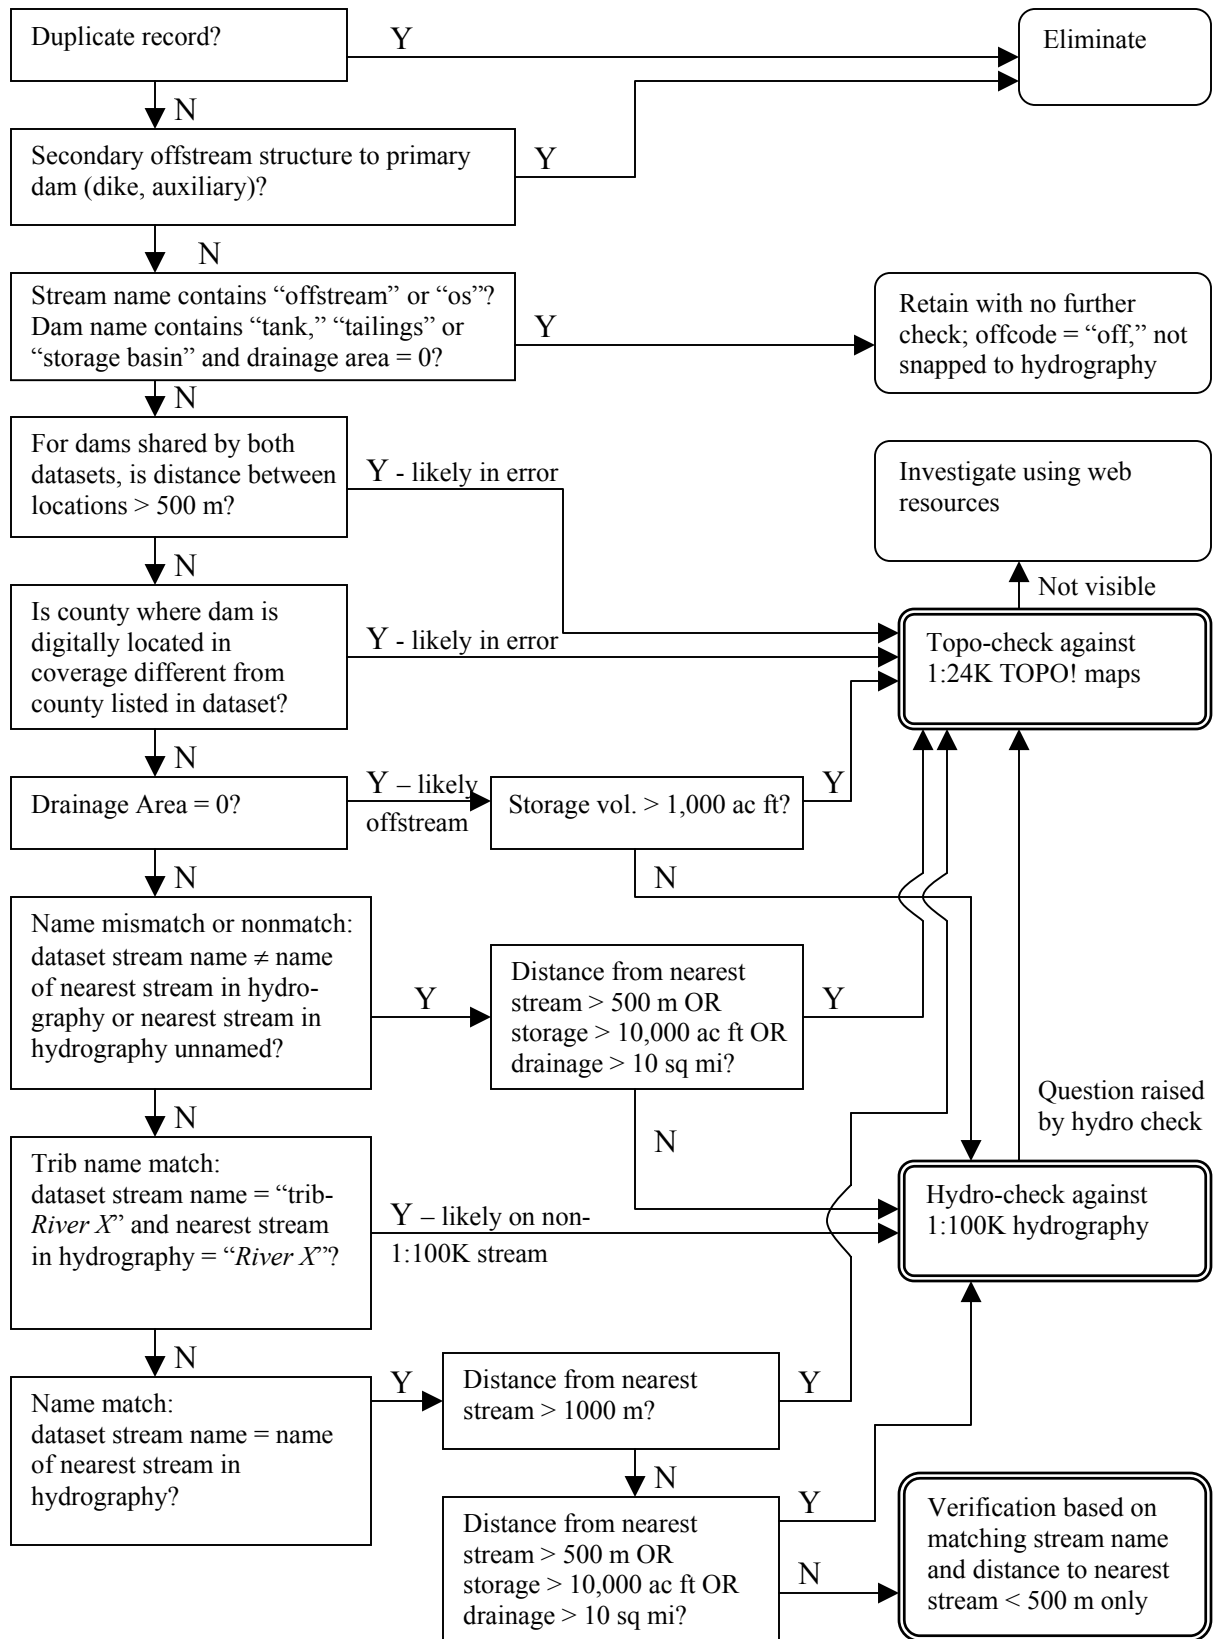 Duplicate record?
Y
Eliminate
N
Secondary offstream structure to primary
dam (dike, auxiliary)?
Y
N
Stream name contains “offstream” or “os”?
Dam name contains “tank,” “tailings” or
“storage basin” and drainage area = 0?
Y
Retain with no further
check; offcode = “off,” not
snapped to hydrography
N
For dams shared by both
datasets, is distance between
locations > 500 m?
Y - likely in error
Investigate using web
resources
N
Not visible
Is county where dam is
digitally located in
coverage different from
county listed in dataset?
Y - likely in error
Topo-check against
1:24K TOPO! maps
N
Drainage Area = 0?
Y – likely
offstream
Storage vol. > 1,000 ac ft?
Y
N
N
Name mismatch or nonmatch:
dataset stream name ≠ name
of nearest stream in hydro-
graphy or nearest stream in
hydrography unnamed?
Y
Distance from nearest
stream > 500 m OR
storage > 10,000 ac ft OR
drainage > 10 sq mi?
Y
N
N
Question raised
by hydro check
Trib name match:
dataset stream name = “trib-
River X” and nearest stream
in hydrography = “River X”?
Y – likely on non-
1:100K stream
Hydro-check against
1:100K hydrography
N
Name match:
dataset stream name = name
of nearest stream in
hydrography?
Y
Distance from nearest
stream > 1000 m?
Y
N
Distance from nearest
stream > 500 m OR
storage > 10,000 ac ft OR
drainage > 10 sq mi?
Y
N
Verification based on
matching stream name
and distance to nearest
stream < 500 m only